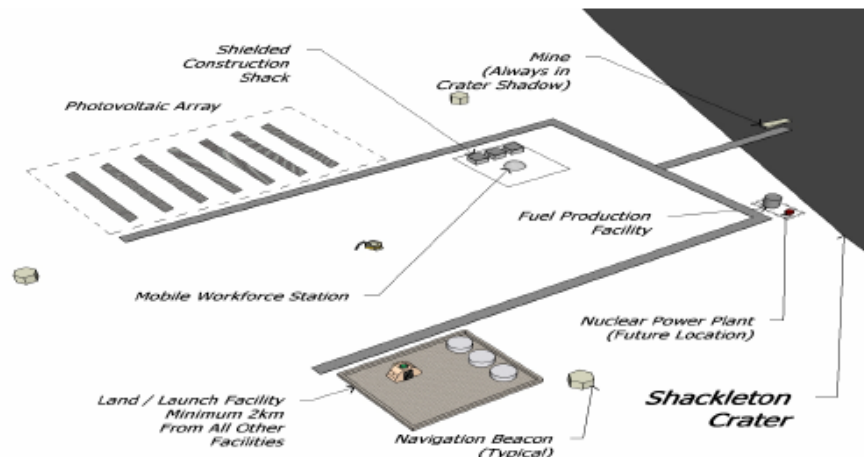 Shielded
Construction
Shack
Mine
(Always in
Crater Shadow)
Photovoltaic Array
Fuel Production
Facility
Mobile Workforce Station
Nuclear Power Plant
(Future Location)
Land / Launch Facility
Minimum 2km
From All Other
Facilities
Shackleton
Crater
Navigation Beacon
(Typical)